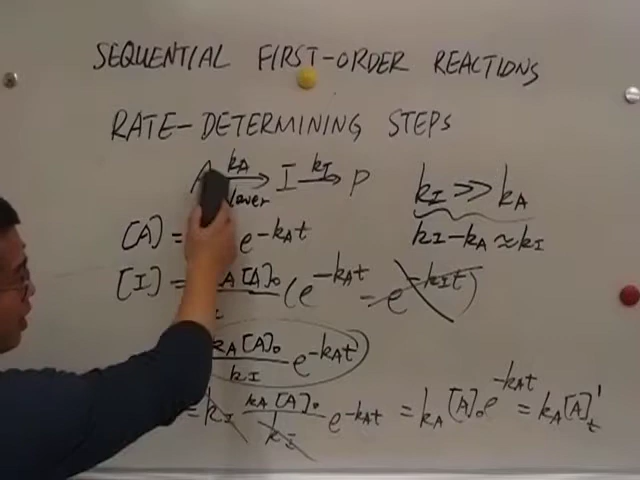 SEQUENTIAL FIRST-ORDER REACTIONS
RATE-DETERMINING STEPS
A kA → I kI → P
kI >> kA
[A] = e^-kAt
kI - kA ≈ kI
[I] = A[A]₀ (e^-kAt - e^-kIt)
kA[A]₀/kI e^-kAt
= kI kA[A]₀/kI e^-kAt = kA[A]₀e^-kAt = kA[A]t'